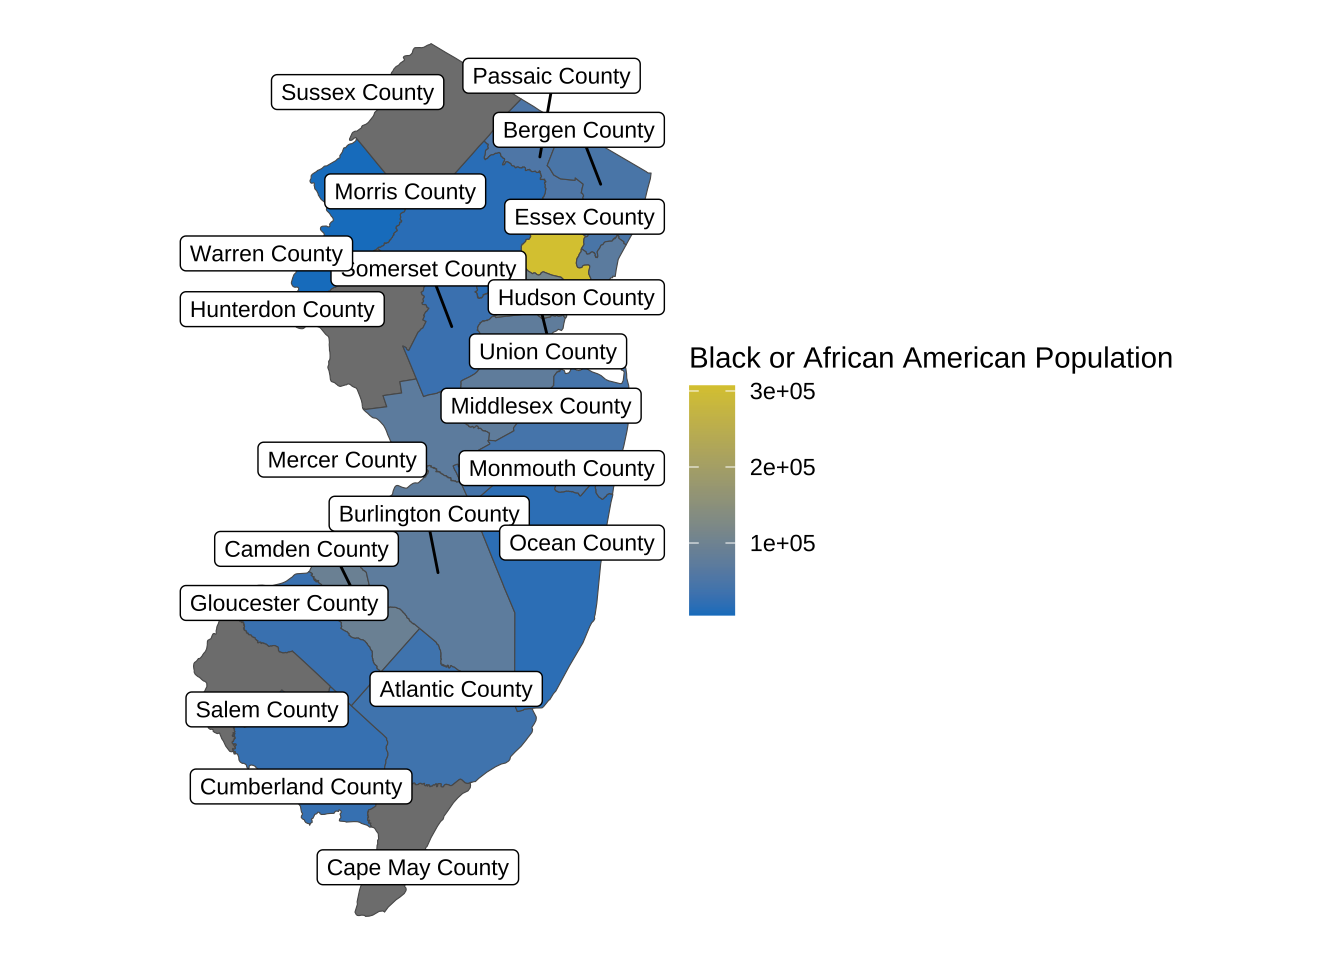 Passaic County
Sussex County
Bergen County
Morris County
Essex County
Warren County
Somerset County
Hudson County
Hunterdon County
Union County
Black or African American Population
3e+05
Middlesex County
Mercer County
Monmouth County
2e+05
Burlington County
Ocean County
1e+05
Camden County
Gloucester County
Atlantic County
Salem County
Cumberland County
Cape May County